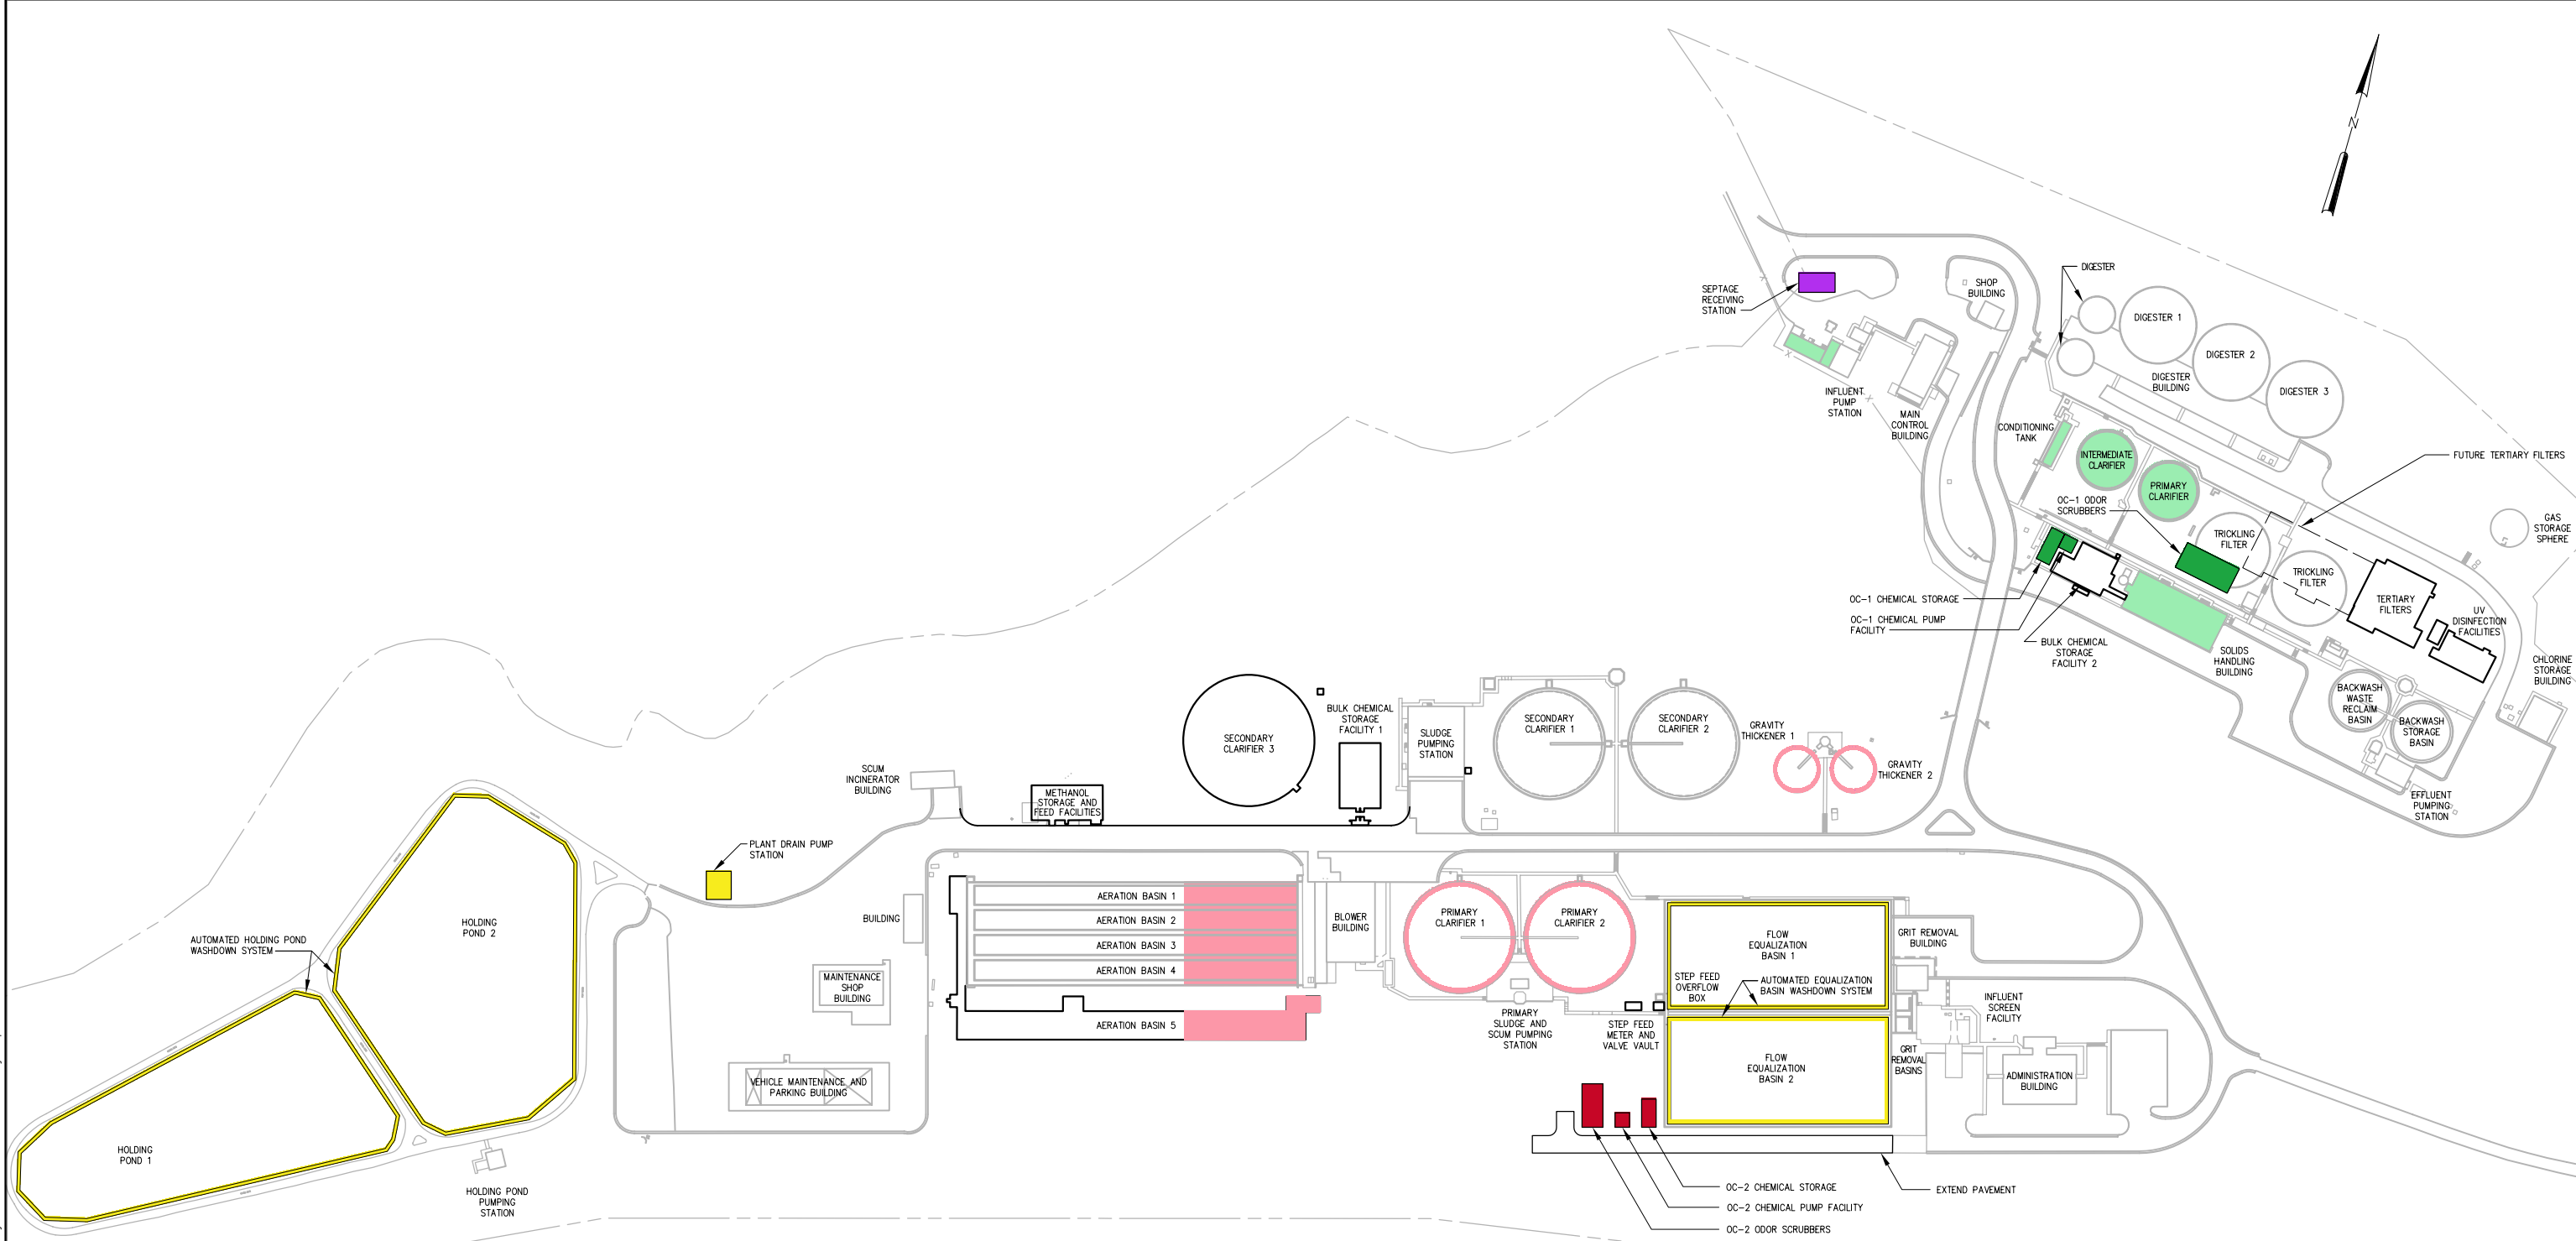 N
DIGESTER
SHOP
BUILDING
SEPTAGE
RECEIVING
STATION
DIGESTER 1
DIGESTER 2
DIGESTER 3
DIGESTER
BUILDING
INFLUENT
PUMP
STATION
MAIN
CONTROL
BUILDING
CONDITIONING
TANK
INTERMEDIATE
CLARIFIER
PRIMARY
CLARIFIER
FUTURE TERTIARY FILTERS
OC-1 ODOR
SCRUBBERS
TRICKLING
FILTER
TRICKLING
FILTER
GAS
STORAGE
SPHERE
TERTIARY
FILTERS
UV
DISINFECTION
FACILITIES
OC-1 CHEMICAL STORAGE
OC-1 CHEMICAL PUMP
FACILITY
BULK CHEMICAL
STORAGE
FACILITY 2
SOLIDS
HANDLING
BUILDING
CHLORINE
STORAGE
BUILDING
BACKWASH
WASTE
RECLAIM
BASIN
BACKWASH
STORAGE
BASIN
EFFLUENT
PUMPING
STATION
SECONDARY
CLARIFIER 3
BULK CHEMICAL
STORAGE
FACILITY 1
SLUDGE
PUMPING
STATION
SECONDARY
CLARIFIER 1
SECONDARY
CLARIFIER 2
GRAVITY
THICKENER 1
GRAVITY
THICKENER 2
SCUM
INCINERATOR
BUILDING
METHANOL
STORAGE AND
FEED FACILITIES
PLANT DRAIN PUMP
STATION
HOLDING
POND 2
AUTOMATED HOLDING POND
WASHDOWN SYSTEM
HOLDING
POND 1
HOLDING POND
PUMPING
STATION
BUILDING
MAINTENANCE
SHOP
BUILDING
VEHICLE MAINTENANCE AND
PARKING BUILDING
AERATION BASIN 1
AERATION BASIN 2
AERATION BASIN 3
AERATION BASIN 4
AERATION BASIN 5
BLOWER
BUILDING
PRIMARY
CLARIFIER 1
PRIMARY
CLARIFIER 2
PRIMARY
SLUDGE AND
SCUM PUMPING
STATION
STEP FEED
METER AND
VALVE VAULT
STEP FEED
OVERFLOW
BOX
FLOW
EQUALIZATION
BASIN 1
AUTOMATED EQUALIZATION
BASIN WASHDOWN SYSTEM
FLOW
EQUALIZATION
BASIN 2
GRIT REMOVAL
BUILDING
INFLUENT
SCREEN
FACILITY
GRIT
REMOVAL
BASINS
ADMINISTRATION
BUILDING
OC-2 CHEMICAL STORAGE
OC-2 CHEMICAL PUMP FACILITY
OC-2 ODOR SCRUBBERS
EXTEND PAVEMENT